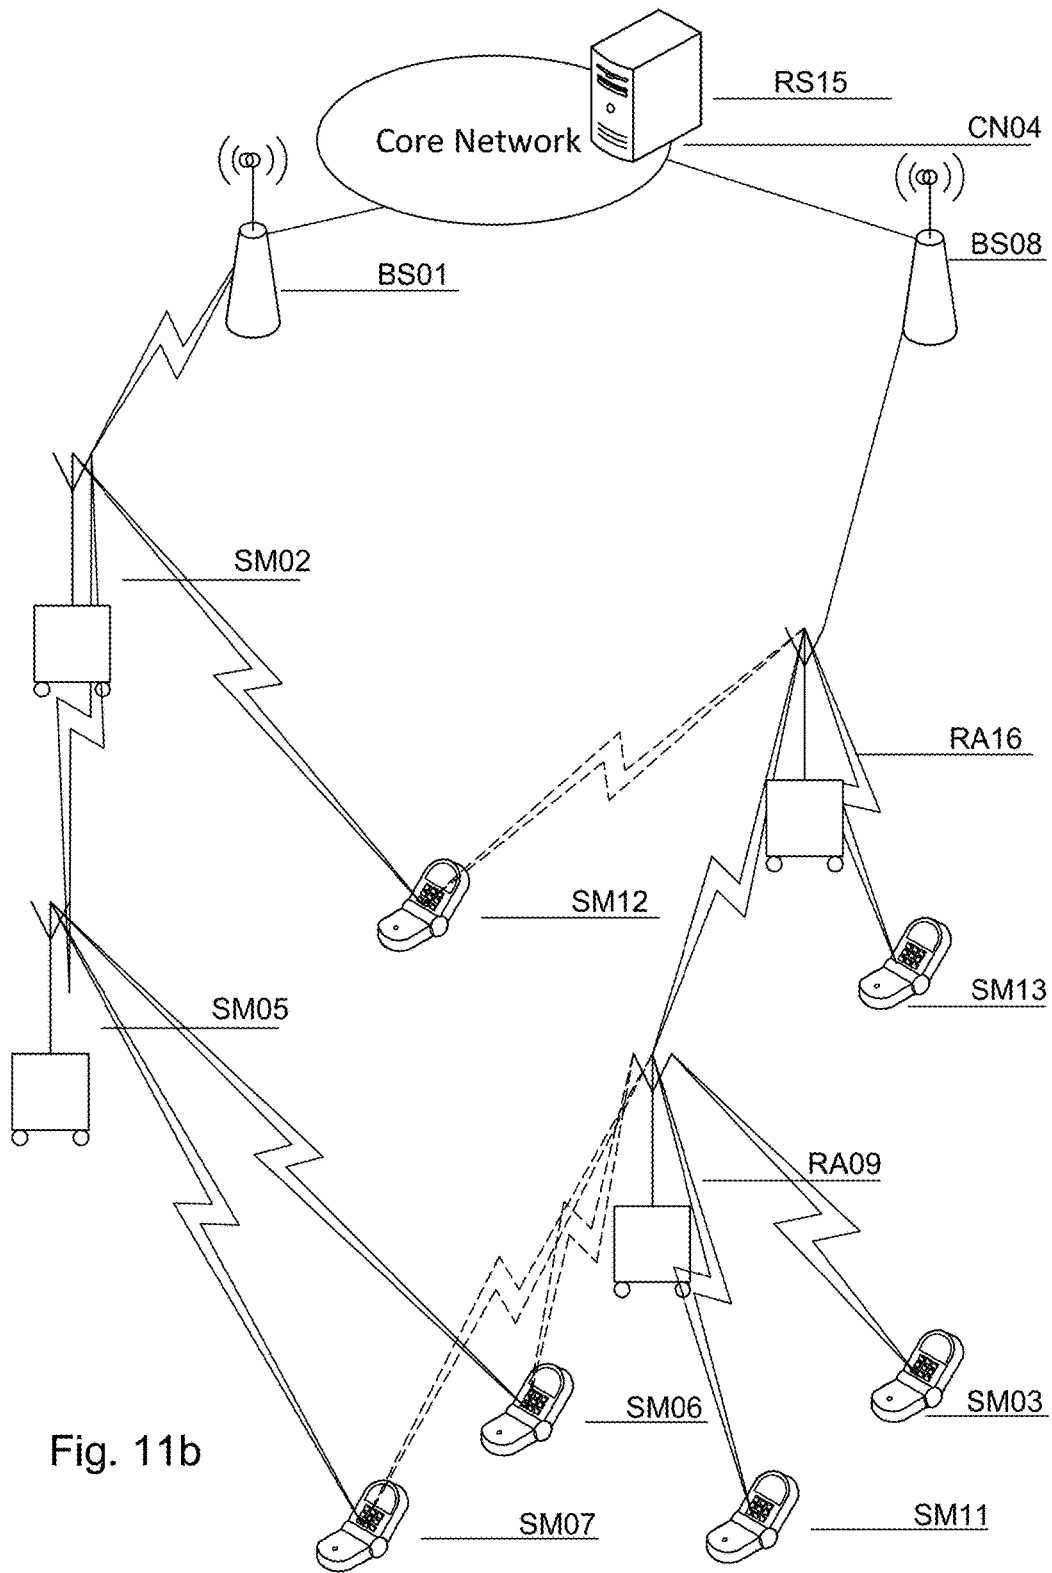 RS15
CN04
Core Network
BS08
BS01
SM02
RA16
SM12
SM13
SM05
RA09
SM03
SM06
Fig. 11b
SM07
SM11